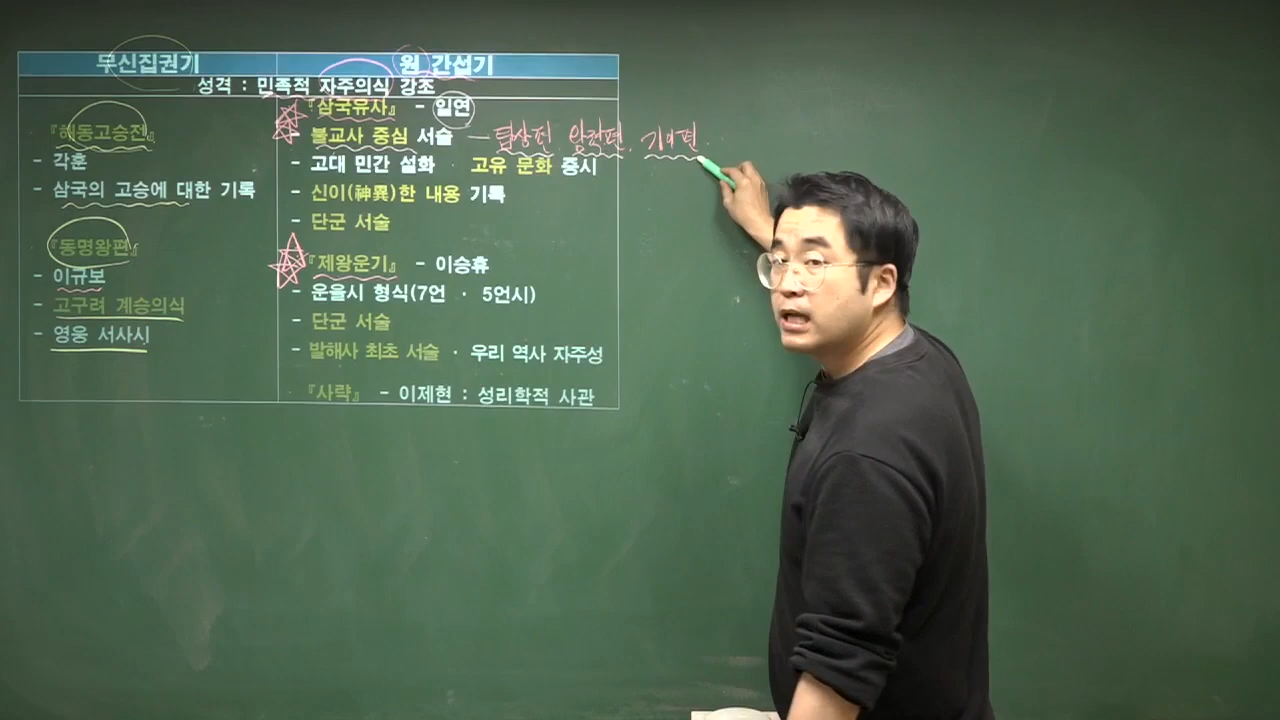 무신집권기
원 간섭기
성격 : 민족적 자주의식 강조
『해동고승전』
- 각훈
- 삼국의 고승에 대한 기록
『동명왕편』
- 이규보
- 고구려 계승의식
- 영웅 서사시
『삼국유사』 - 일연
- 불교사 중심 서술 — 탑상편 왕력편, 기이편
- 고대 민간 설화 · 고유 문화 중시
- 신이(神異)한 내용 기록
- 단군 서술
『제왕운기』 - 이승휴
- 운율시 형식(7언 · 5언시)
- 단군 서술
- 발해사 최초 서술 · 우리 역사 자주성
『사략』 - 이제현 : 성리학적 사관